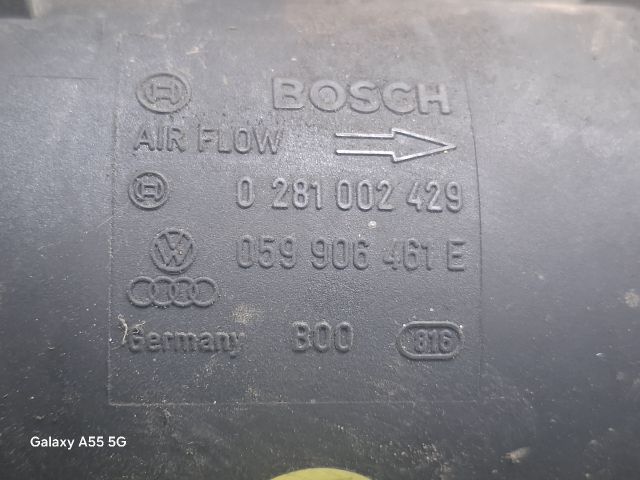 BOSCH
AIR FLOW
0 281 002 429
059 906 461 E
Germany B00 816
Galaxy A55 5G